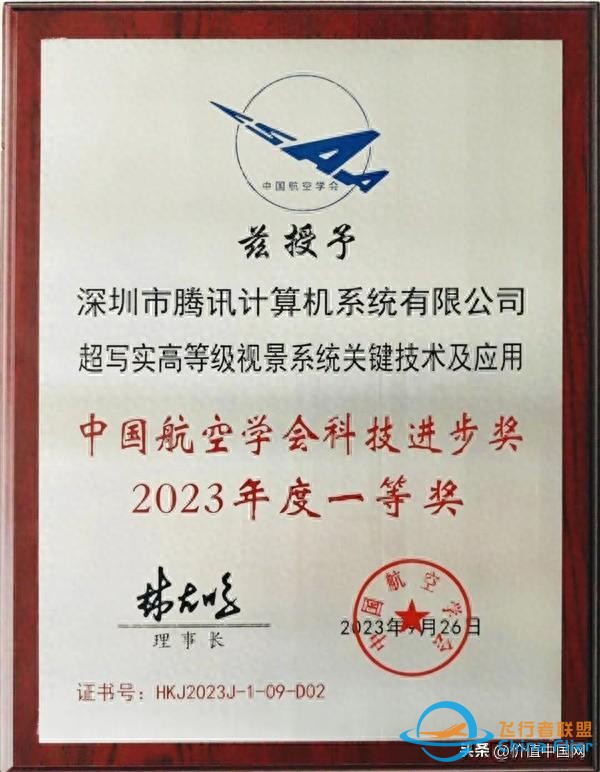 CSAA
中国航空学会
兹授予
深圳市腾讯计算机系统有限公司
超写实高等级视景系统关键技术及应用
中国航空学会科技进步奖
2023年度一等奖
理事长
中国航空学会
2023年9月26日
证书号：HKJ2023J-1-09-D02
飞行者联盟
China Flier
头条 @价值中国网